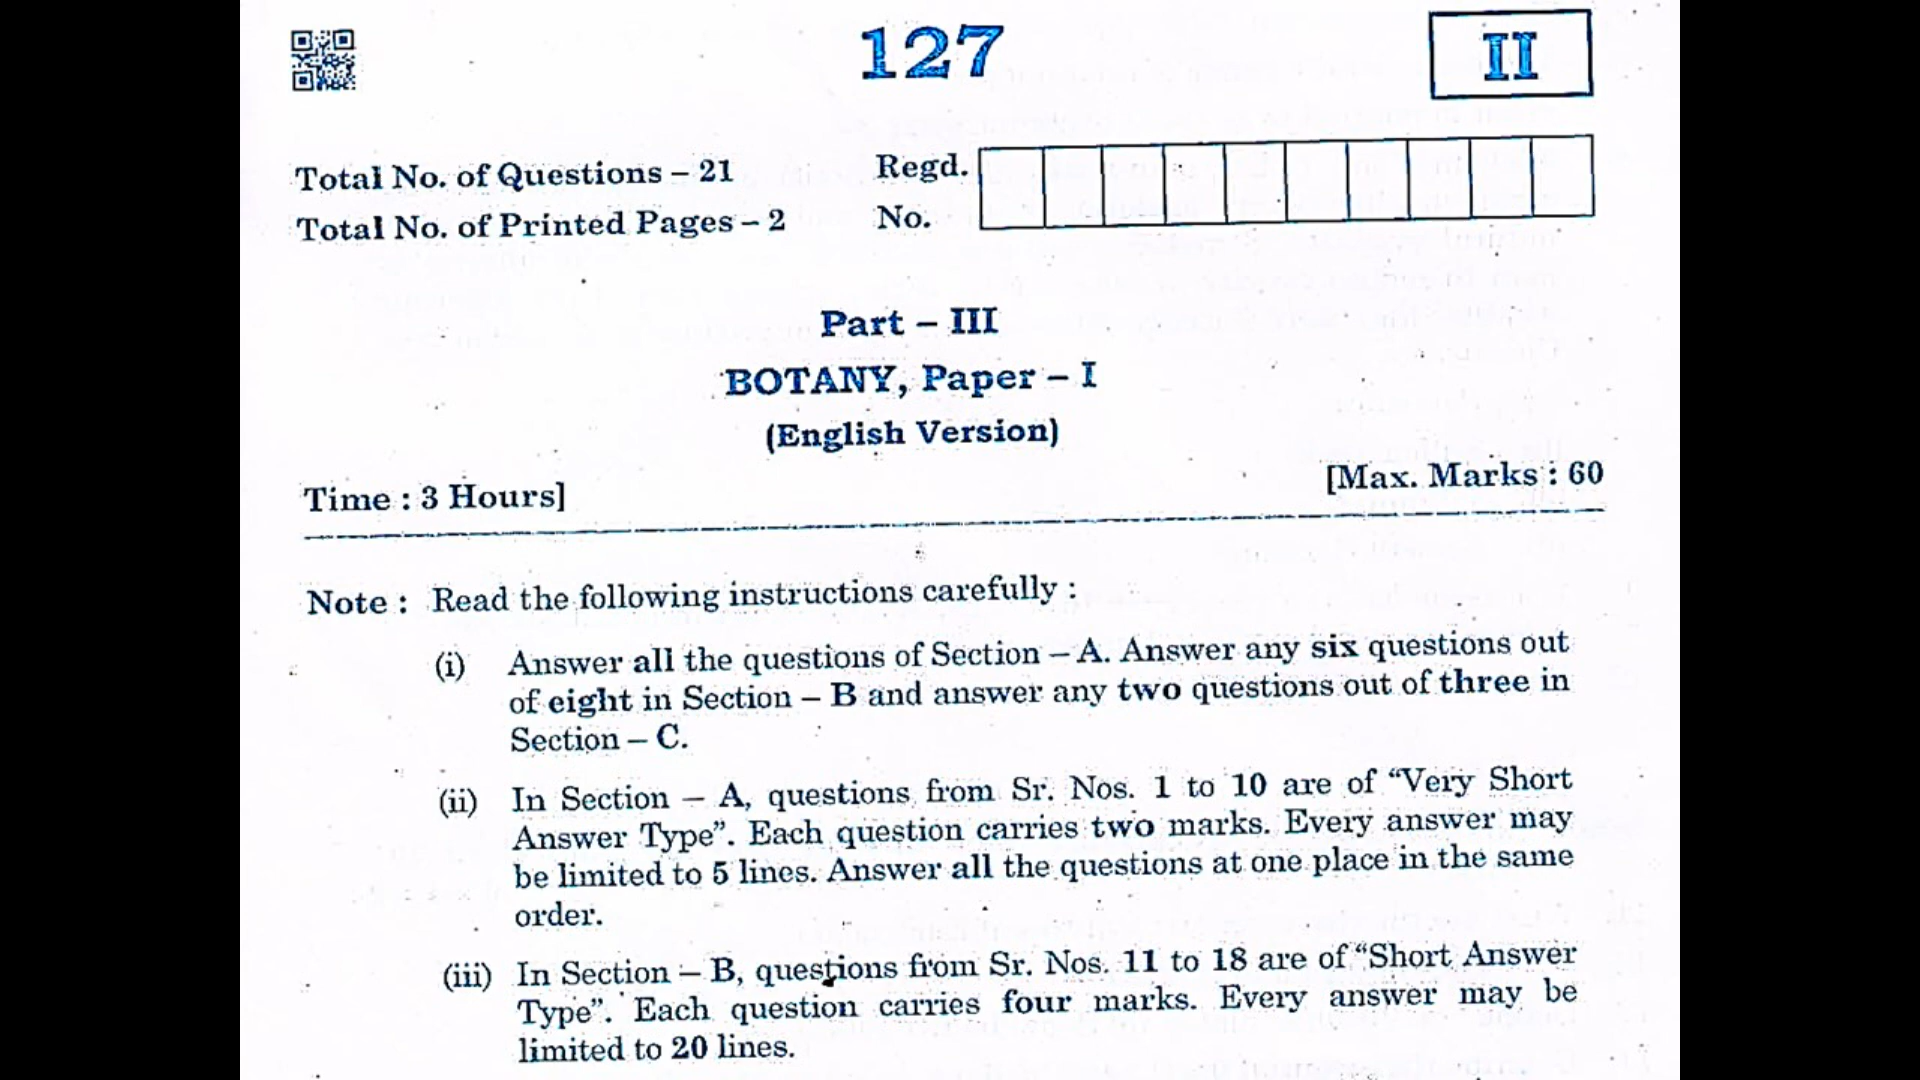 127
II
Total No. of Questions – 21
Regd.
Total No. of Printed Pages – 2
No.
Part – III
BOTANY, Paper – I
(English Version)
Time : 3 Hours]
[Max. Marks : 60
Note : Read the following instructions carefully :
(i) Answer all the questions of Section – A. Answer any six questions out
of eight in Section – B and answer any two questions out of three in
Section – C.
(ii) In Section – A, questions from Sr. Nos. 1 to 10 are of “Very Short
Answer Type”. Each question carries two marks. Every answer may
be limited to 5 lines. Answer all the questions at one place in the same
order.
(iii) In Section – B, questions from Sr. Nos. 11 to 18 are of “Short Answer
Type”. Each question carries four marks. Every answer may be
limited to 20 lines.